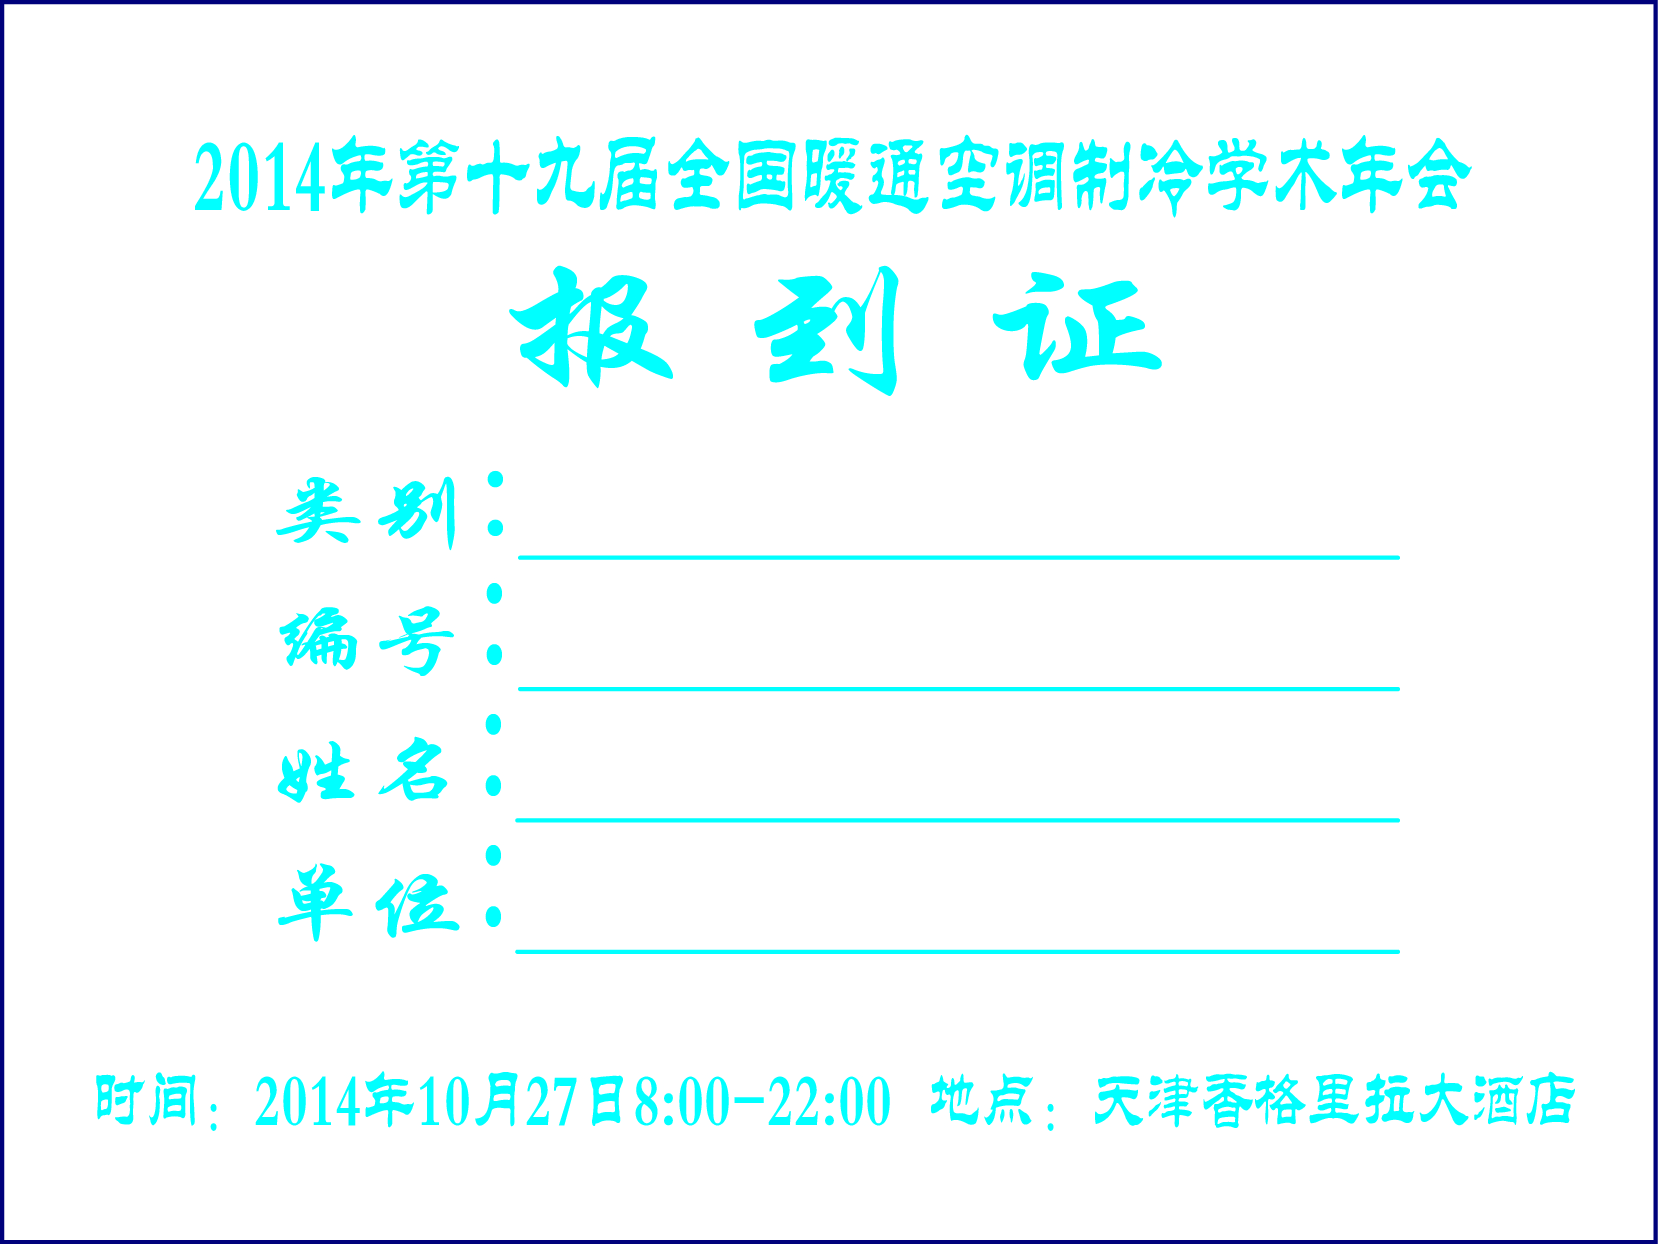 2014年第十九届全国暖通空调制冷学术年会
报 到 证
类 别：
编 号：
姓 名：
单 位：
时间：2014年10月27日8:00-22:00 地点：天津香格里拉大酒店